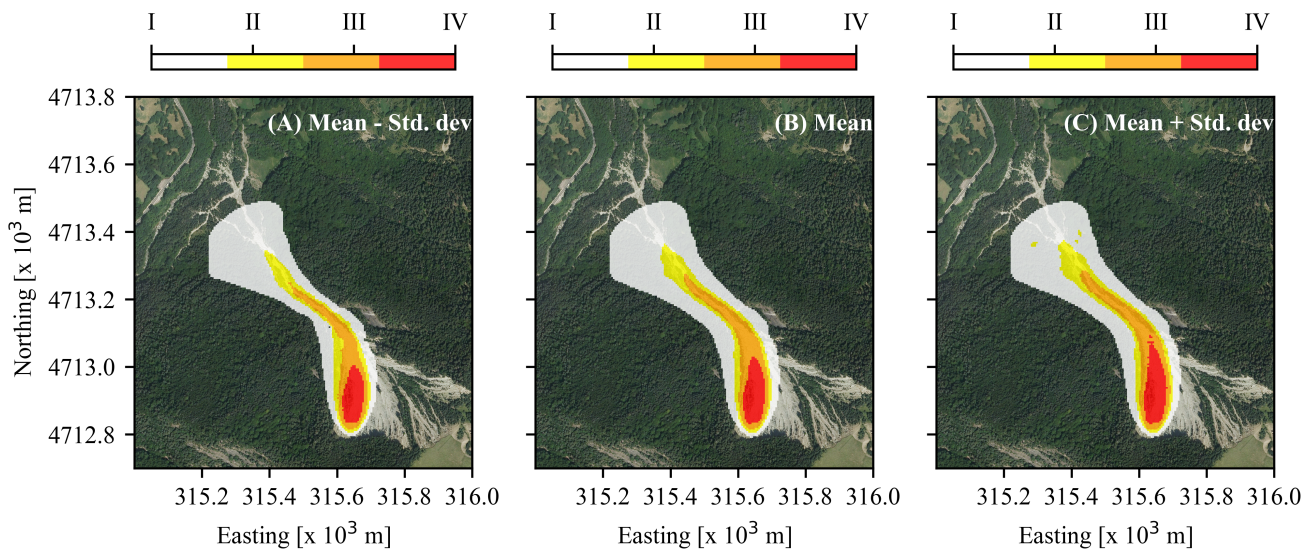 I II III IV
I II III IV
I II III IV
4713.8
4713.6
4713.4
4713.2
4713.0
4712.8
Northing [x 10³ m]
(A) Mean - Std. dev
(B) Mean
(C) Mean + Std. dev
315.2 315.4 315.6 315.8 316.0
315.2 315.4 315.6 315.8 316.0
315.2 315.4 315.6 315.8 316.0
Easting [x 10³ m]
Easting [x 10³ m]
Easting [x 10³ m]